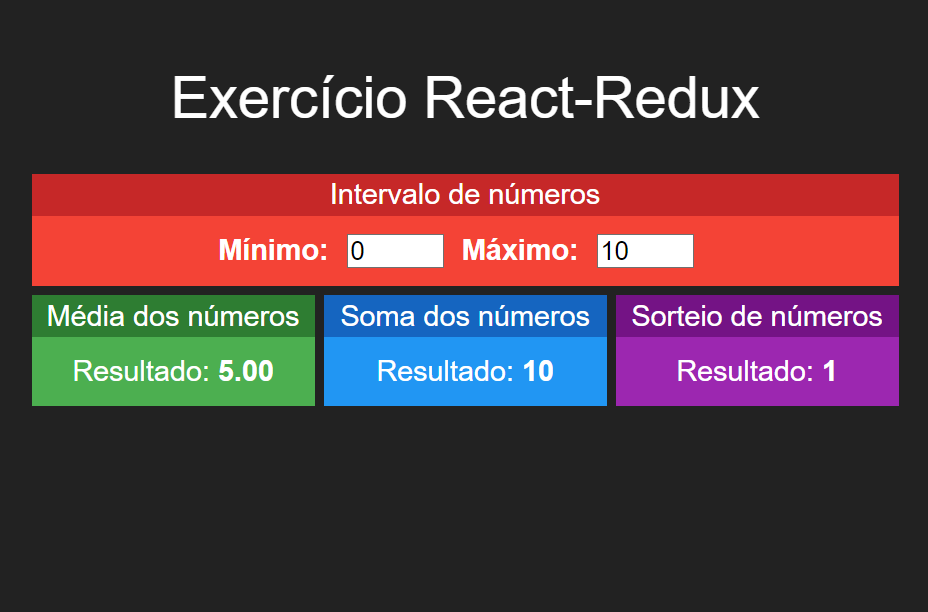 Exercício React-Redux
Intervalo de números
Mínimo: 0 Máximo: 10
Média dos números Soma dos números Sorteio de números
Resultado: 5.00 Resultado: 10 Resultado: 1